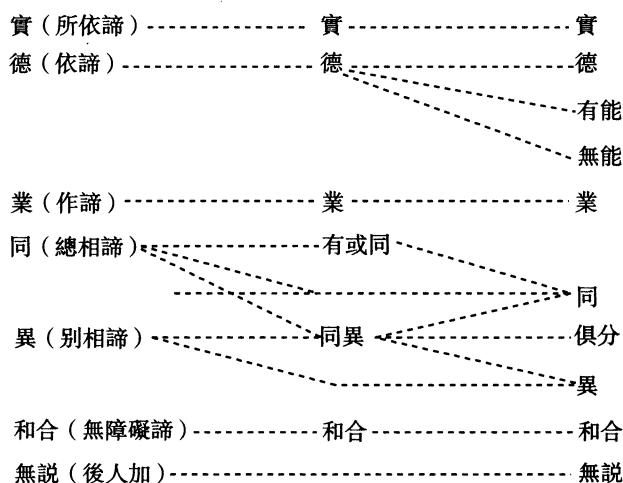 實（所依諦） 實 實
德（依諦） 德 德
有能
無能
業（作諦） 業 業
同（總相諦） 有或同
同
異（別相諦） 同異 俱分
異
和合（無障礙諦） 和合 和合
無説（後人加） 無説